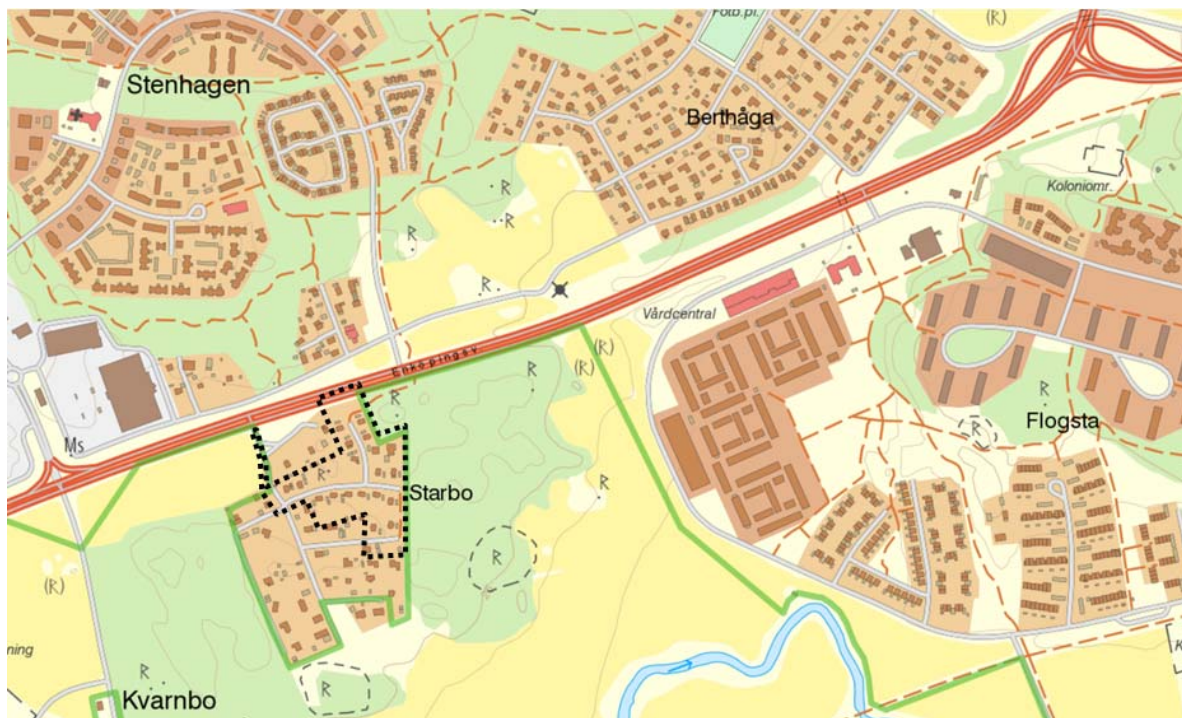 Fotb.pl.
(R)
Stenhagen
Berthåga
Koloniomr.
R
R
R
R
Vårdcentral
Enköpingsv.
(R)
(R)
R
R
R
Flogsta
R
Ms
R
Starbo
R
R
(R)
(R)
ning
R
R
Kvarnbo
K